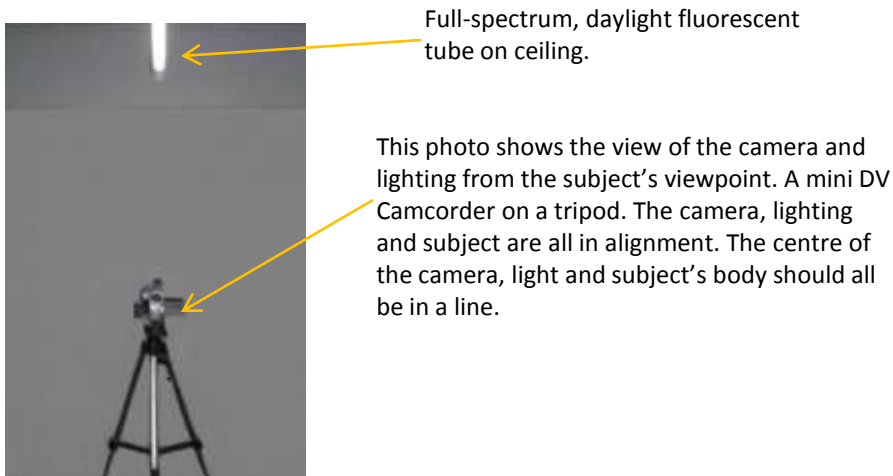 Full-spectrum, daylight fluorescent
tube on ceiling.
This photo shows the view of the camera and
lighting from the subject’s viewpoint. A mini DV
Camcorder on a tripod. The camera, lighting
and subject are all in alignment. The centre of
the camera, light and subject’s body should all
be in a line.